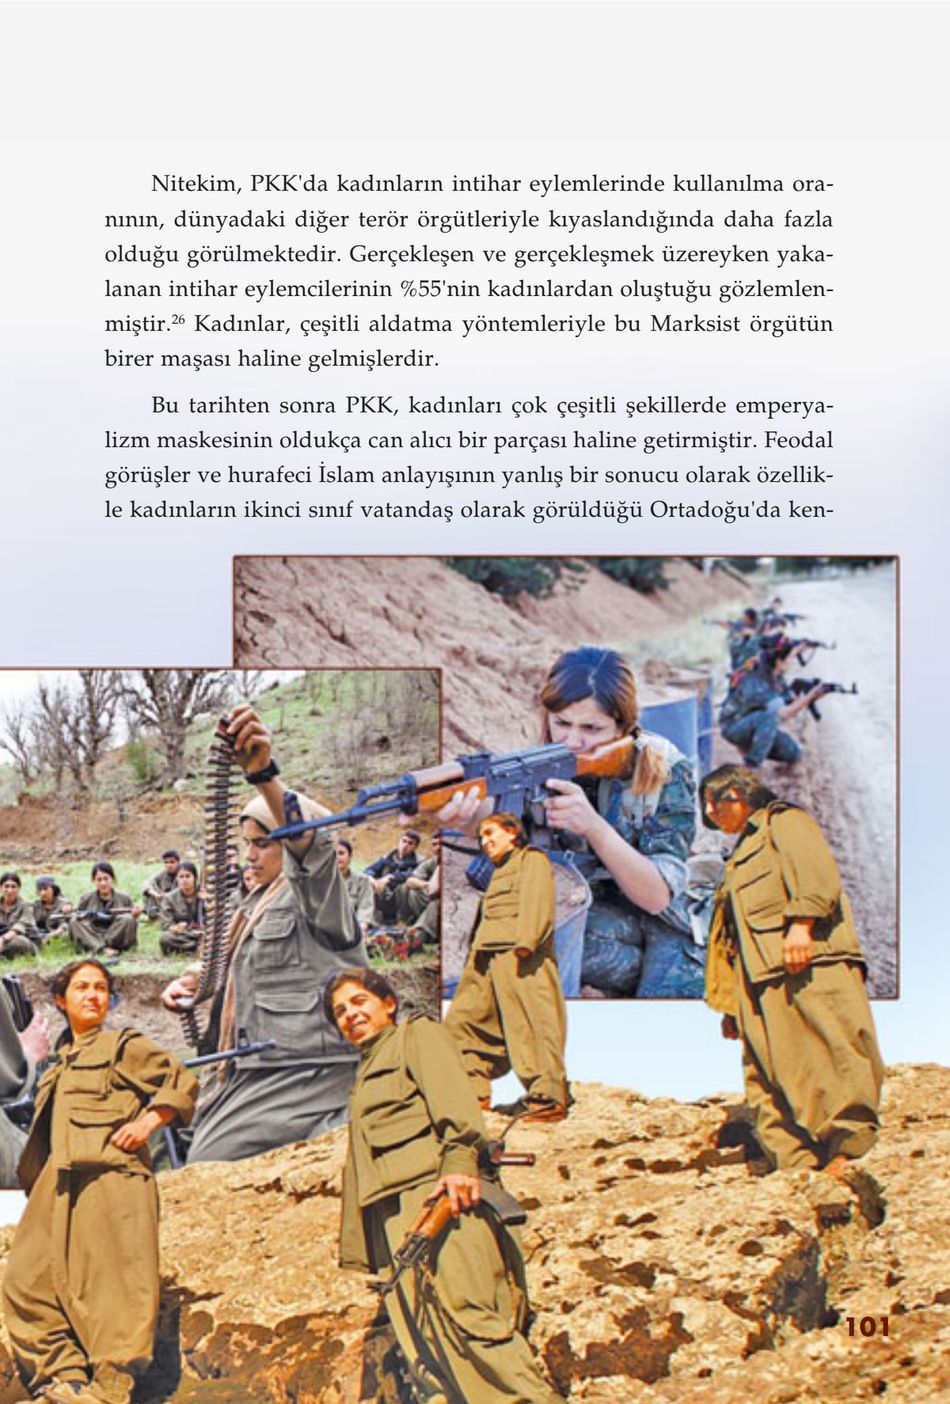 Nitekim, PKK'da kadınların intihar eylemlerinde kullanılma ora-
nının, dünyadaki diğer terör örgütleriyle kıyaslandığında daha fazla
olduğu görülmektedir. Gerçekleşen ve gerçekleşmek üzereyken yaka-
lanan intihar eylemcilerinin %55'nin kadınlardan oluştuğu gözlemlen-
miştir.26 Kadınlar, çeşitli aldatma yöntemleriyle bu Marksist örgütün
birer maşası haline gelmişlerdir.
Bu tarihten sonra PKK, kadınları çok çeşitli şekillerde emperya-
lizm maskesinin oldukça can alıcı bir parçası haline getirmiştir. Feodal
görüşler ve hurafeci İslam anlayışının yanlış bir sonucu olarak özellik-
le kadınların ikinci sınıf vatandaş olarak görüldüğü Ortadoğu'da ken-
101